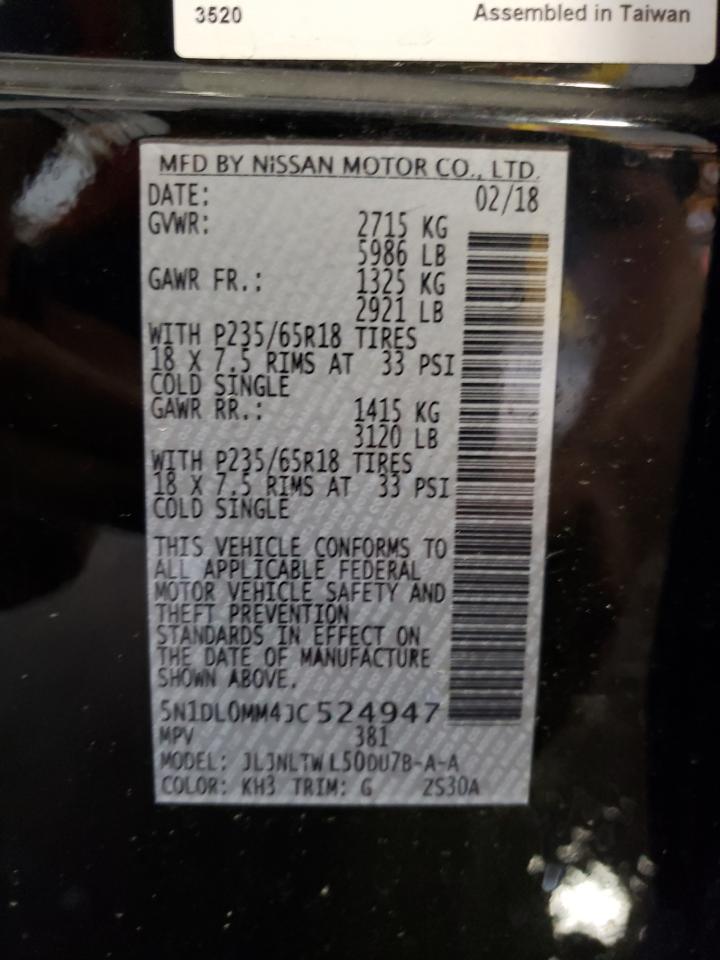 3520 Assembled in Taiwan
MFD BY NISSAN MOTOR CO., LTD.
DATE: 02/18
GVWR: 2715 KG
5986 LB
GAWR FR.: 1325 KG
2921 LB
WITH P235/65R18 TIRES
18 X 7.5 RIMS AT 33 PSI
COLD SINGLE
GAWR RR.: 1415 KG
3120 LB
WITH P235/65R18 TIRES
18 X 7.5 RIMS AT 33 PSI
COLD SINGLE
THIS VEHICLE CONFORMS TO
ALL APPLICABLE FEDERAL
MOTOR VEHICLE SAFETY AND
THEFT PREVENTION
STANDARDS IN EFFECT ON
THE DATE OF MANUFACTURE
SHOWN ABOVE.
5N1DL0MM4JC524947
MPV 381
MODEL: JLJNLTWL50DU7B-A-A
COLOR: KH3 TRIM: G 2S30A